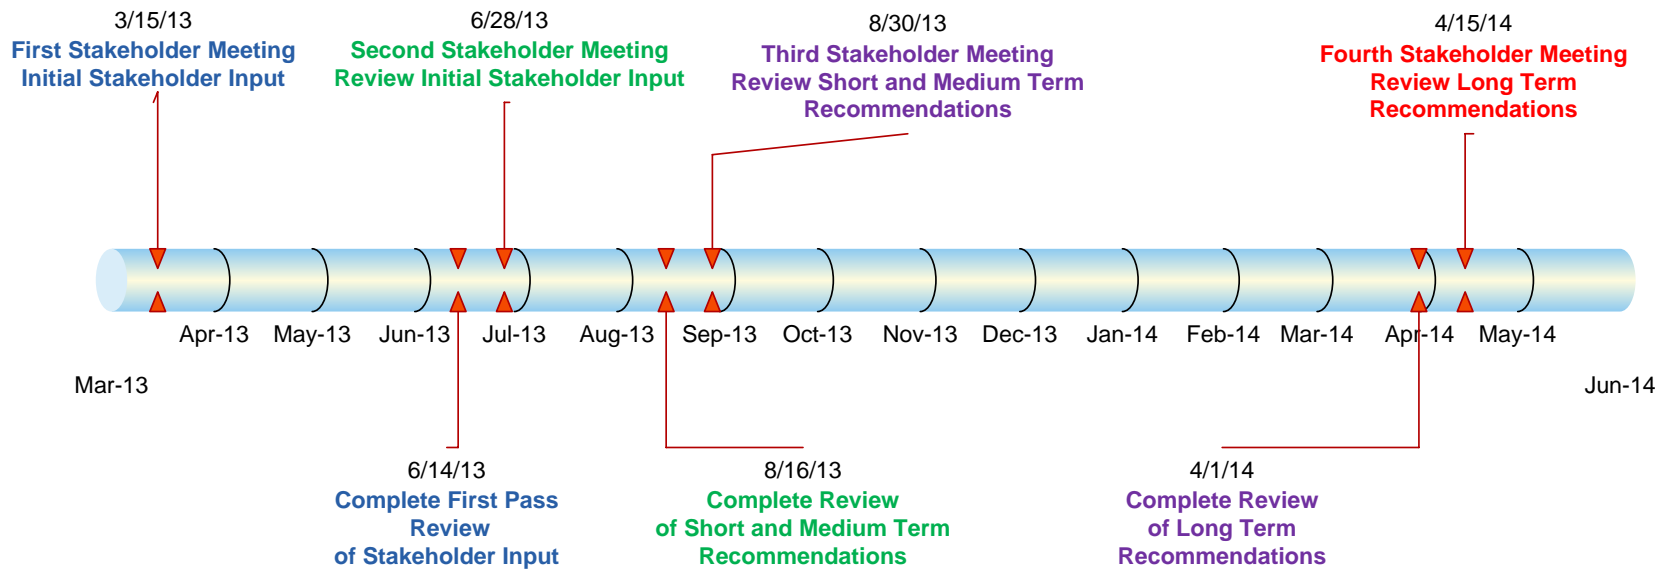 3/15/13
First Stakeholder Meeting
Initial Stakeholder Input
6/28/13
Second Stakeholder Meeting
Review Initial Stakeholder Input
8/30/13
Third Stakeholder Meeting
Review Short and Medium Term
Recommendations
4/15/14
Fourth Stakeholder Meeting
Review Long Term
Recommendations
Apr-13
May-13
Jun-13
Jul-13
Aug-13
Sep-13
Oct-13
Nov-13
Dec-13
Jan-14
Feb-14
Mar-14
Apr-14
May-14
Mar-13
Jun-14
6/14/13
Complete First Pass
Review
of Stakeholder Input
8/16/13
Complete Review
of Short and Medium Term
Recommendations
4/1/14
Complete Review
of Long Term
Recommendations